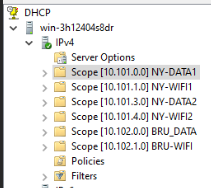 DHCP
win-3h12404s8dr
IPv4
Server Options
Scope [10.101.0.0] NY-DATA1
Scope [10.101.1.0] NY-WIFI1
Scope [10.101.3.0] NY-DATA2
Scope [10.101.4.0] NY-WIFI2
Scope [10.102.0.0] BRU_DATA
Scope [10.102.1.0] BRU-WIFI
Policies
Filters